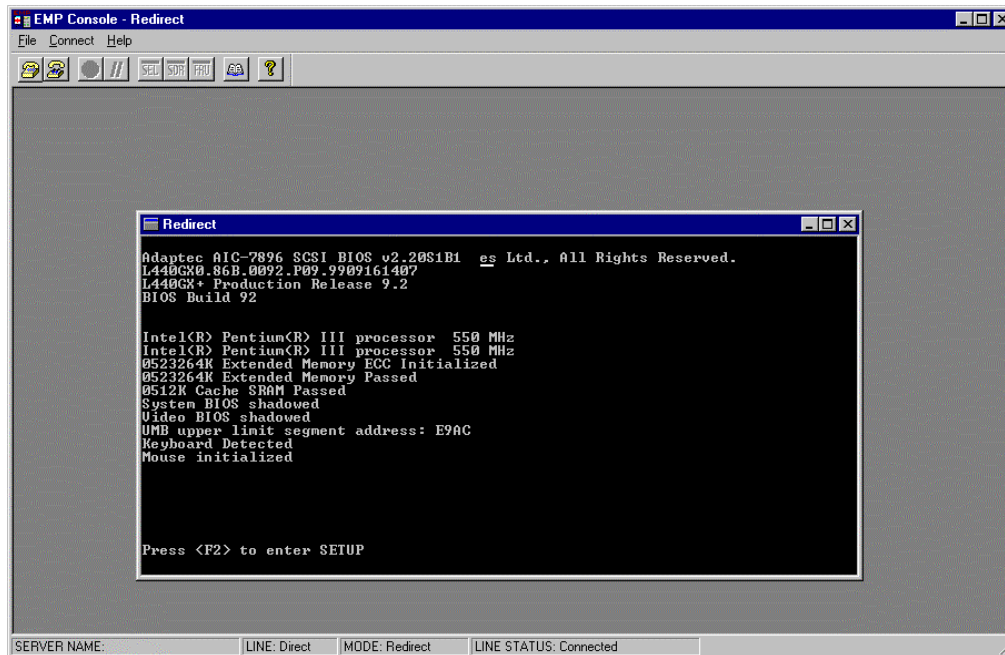 EMP Console - Redirect
File Connect Help
SEL SDR FRU
Redirect
Adaptec AIC-7896 SCSI BIOS v2.20S1B1 es Ltd., All Rights Reserved.
L440GX0.86B.0092.P09.9909161407
L440GX+ Production Release 9.2
BIOS Build 92
Intel(R) Pentium(R) III processor 550 MHz
Intel(R) Pentium(R) III processor 550 MHz
0523264K Extended Memory ECC Initialized
0523264K Extended Memory Passed
0512K Cache SRAM Passed
System BIOS shadowed
Video BIOS shadowed
UMB upper limit segment address: E9AC
Keyboard Detected
Mouse initialized
Press <F2> to enter SETUP
SERVER NAME: LINE: Direct MODE: Redirect LINE STATUS: Connected